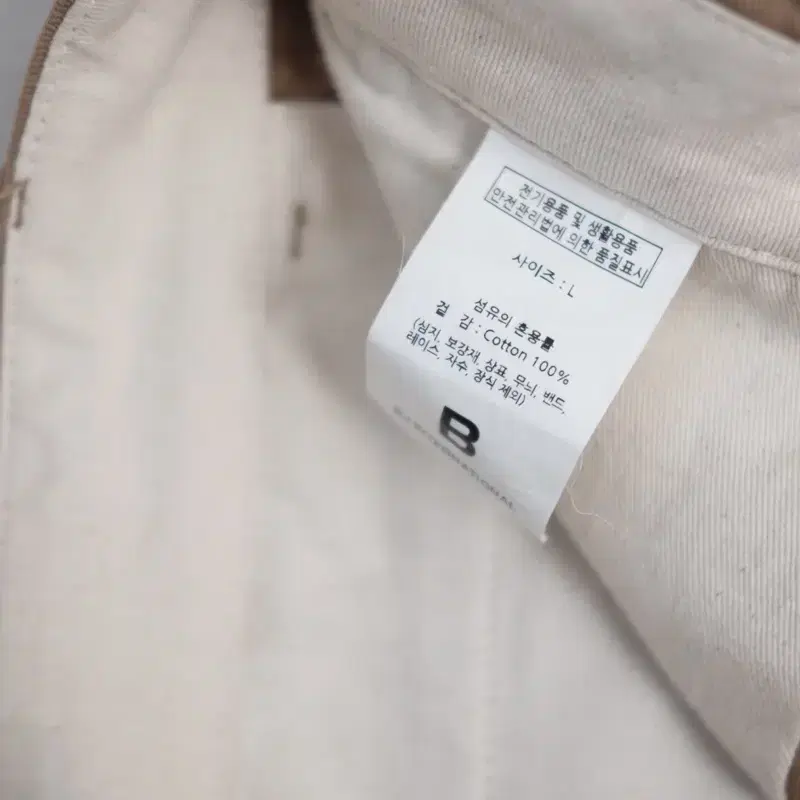 전기용품 및 생활용품
안전관리법에 의한 품질표시
사이즈 : L
섬유의 혼용률
겉 감 : Cotton 100%
(심지, 보강재, 상표, 무늬, 밴드,
레이스, 자수, 장식 제외)
B